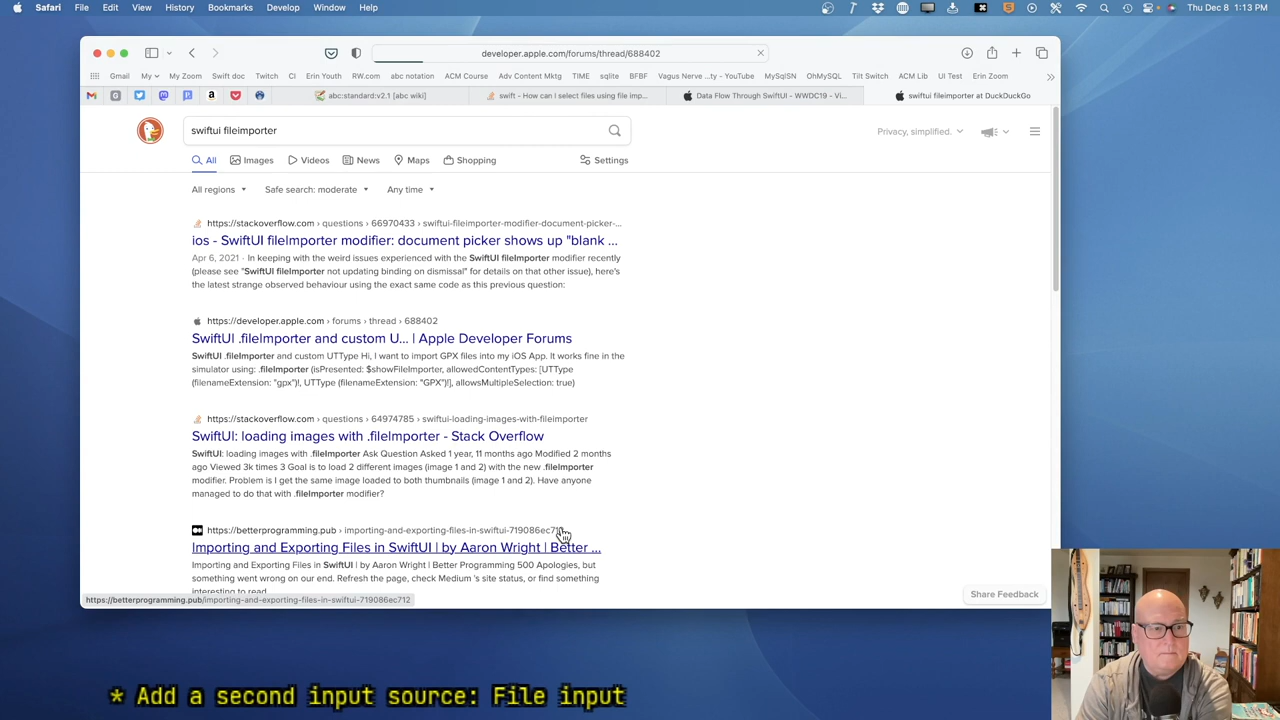 Safari File Edit View History Bookmarks Develop Window Help
Thu Dec 8 1:13 PM
developer.apple.com/forums/thread/688402
Gmail My My Zoom Swift doc Twitch CI Erin Youth RW.com abc notation ACM Course Adv Content Mktg TIME sqlite BFBF Vagus Nerve ...ty - YouTube MySqlSN OhMySQL Tilt Switch ACM Lib UI Test Erin Zoom
abc:standard:v2.1 [abc wiki]
swift - How can I select files using file imp...
Data Flow Through SwiftUI - WWDC19 - Vi...
swiftui fileimporter at DuckDuckGo
swiftui fileimporter
Privacy, simplified.
All Images Videos News Maps Shopping Settings
All regions Safe search: moderate Any time
https://stackoverflow.com › questions › 66970433 › swiftui-fileimporter-modifier-document-picker-...
ios - SwiftUI fileImporter modifier: document picker shows up "blank ...
Apr 6, 2021 · In keeping with the weird issues experienced with the SwiftUI fileImporter modifier recently
(please see "SwiftUI fileImporter not updating binding on dismissal" for details on that other issue), here's
the latest strange observed behaviour using the exact same code as this previous question:
https://developer.apple.com › forums › thread › 688402
SwiftUI .fileImporter and custom U... | Apple Developer Forums
SwiftUI .fileImporter and custom UTType Hi, I want to import GPX files into my iOS App. It works fine in the
simulator using: .fileImporter (isPresented: $showFileImporter, allowedContentTypes: [UTType
(filenameExtension: "gpx")!, UTType (filenameExtension: "GPX")!], allowsMultipleSelection: true)
https://stackoverflow.com › questions › 64974785 › swiftui-loading-images-with-fileimporter
SwiftUI: loading images with .fileImporter - Stack Overflow
SwiftUI: loading images with .fileImporter Ask Question Asked 1 year, 11 months ago Modified 2 months
ago Viewed 3k times 3 Goal is to load 2 different images (image 1 and 2) with the new .fileImporter
modifier. Problem is I get the same image loaded to both thumbnails (image 1 and 2). Have anyone
managed to do that with .fileImporter modifier?
https://betterprogramming.pub › importing-and-exporting-files-in-swiftui-719086ec712
Importing and Exporting Files in SwiftUI | by Aaron Wright | Better ...
Importing and Exporting Files in SwiftUI | by Aaron Wright | Better Programming 500 Apologies, but
something went wrong on our end. Refresh the page, check Medium 's site status, or find something
interesting to read.
https://betterprogramming.pub/importing-and-exporting-files-in-swiftui-719086ec712
Share Feedback
* Add a second input source: File input